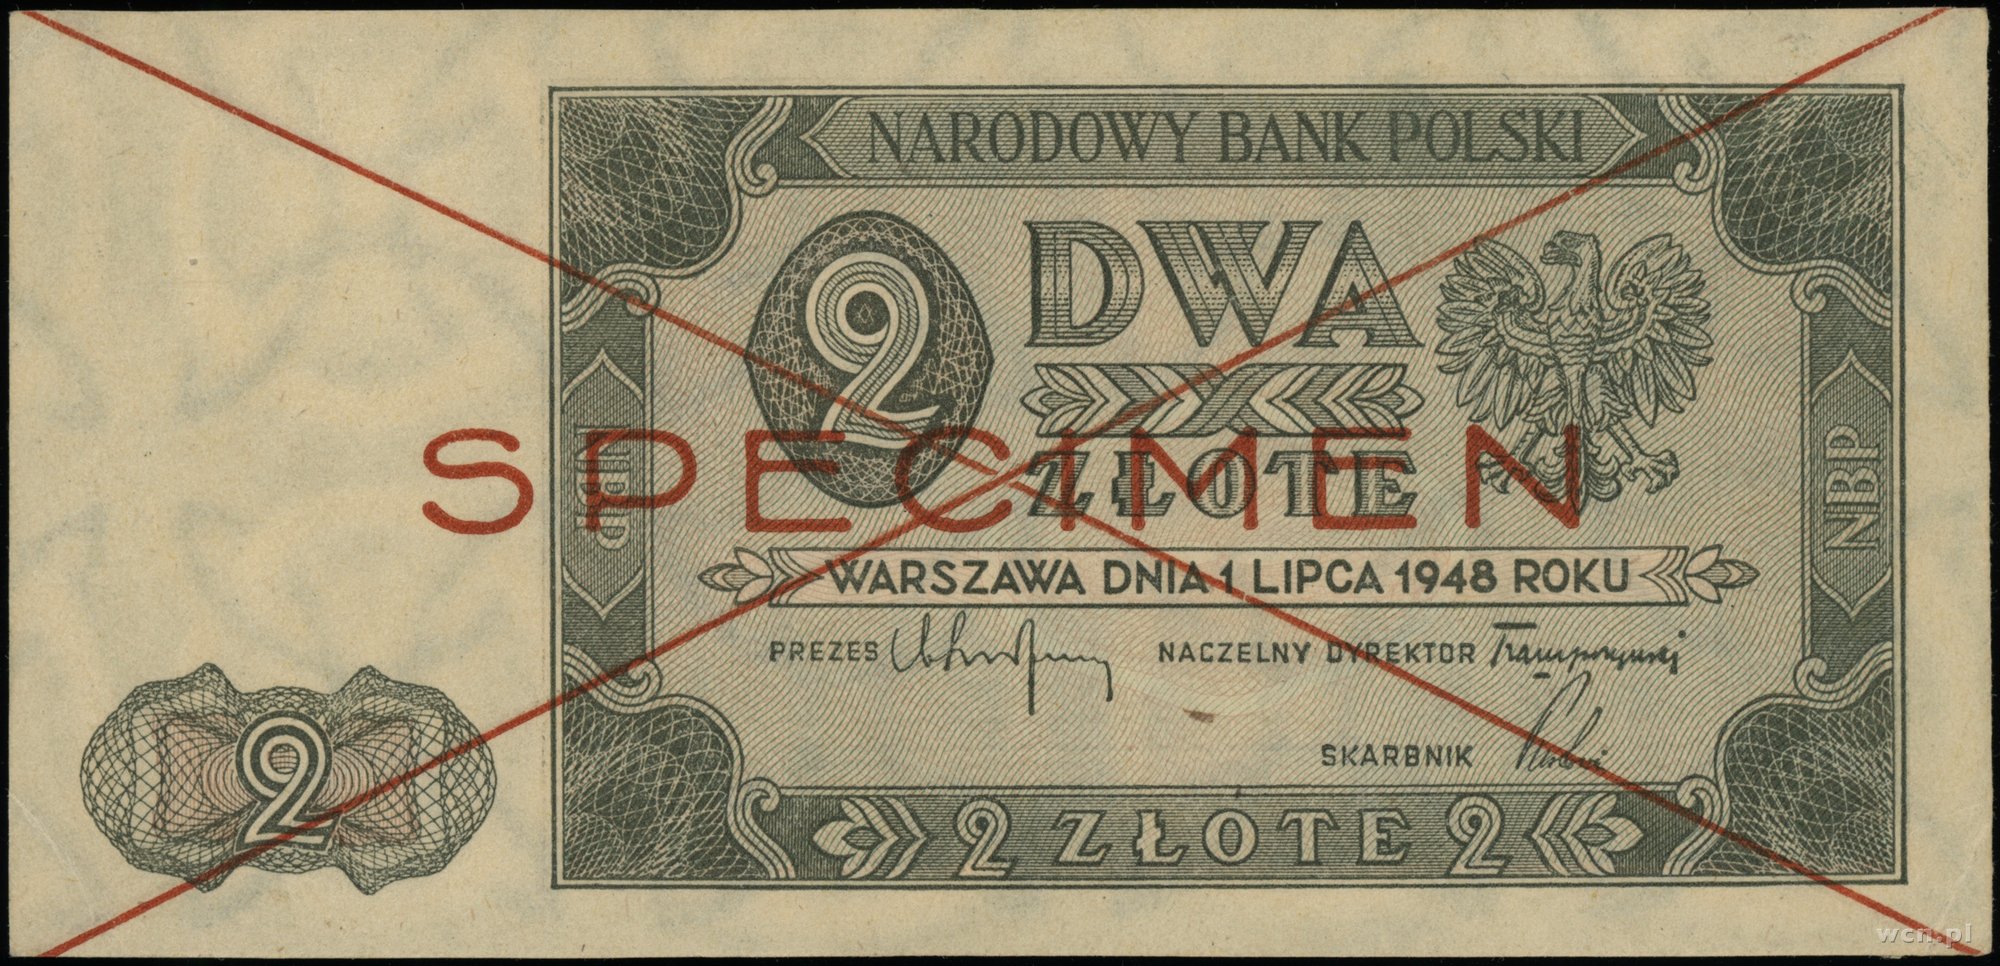 NARODOWY BANK POLSKI
2 DWA
ZŁOTE
SPECIMEN
NBP
NBP
WARSZAWA DNIA 1 LIPCA 1948 ROKU
PREZES NACZELNY DYREKTOR
SKARBNIK
2
2 ZŁOTE 2
wcn.pl